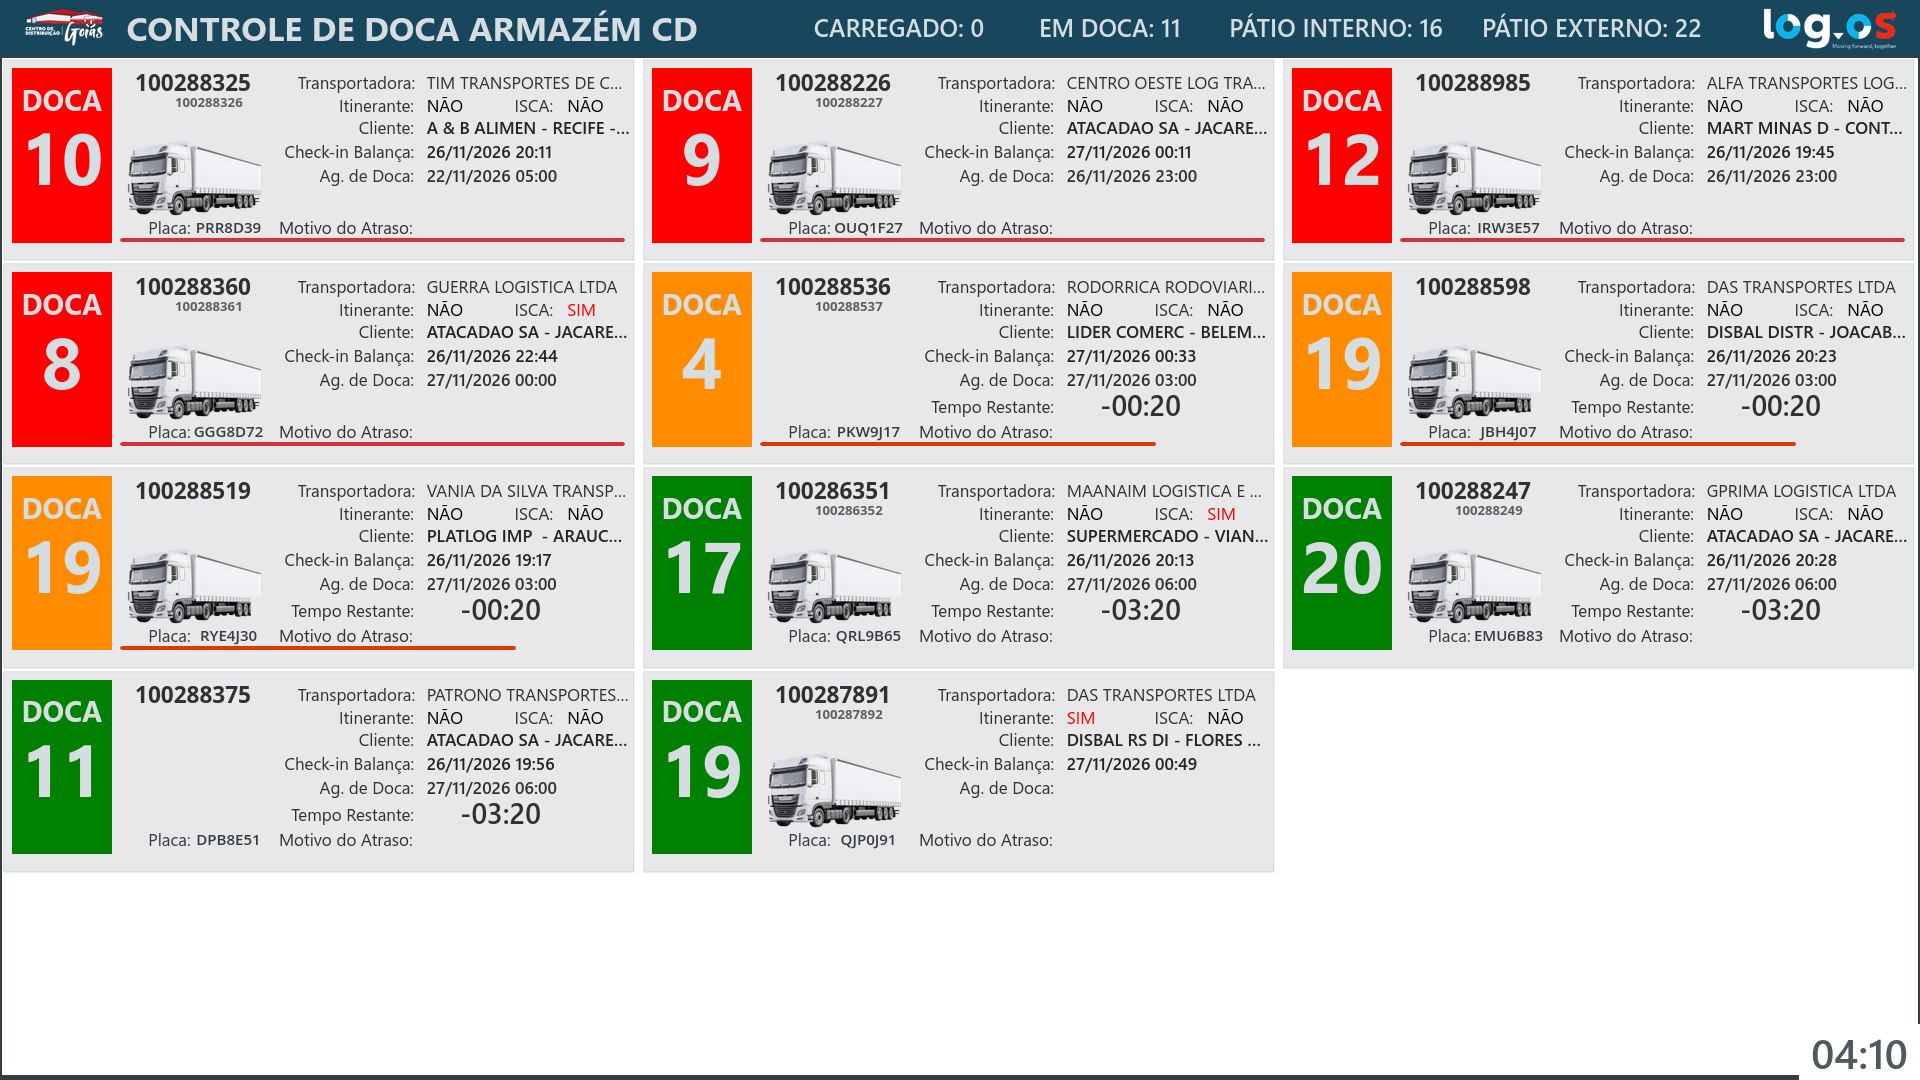 CENTRO DE DISTRIBUIÇÃO Goiás
CONTROLE DE DOCA ARMAZÉM CD
CARREGADO: 0
EM DOCA: 11
PÁTIO INTERNO: 16
PÁTIO EXTERNO: 22
log.os
Moving forward, together
DOCA
10
100288325
100288326
Transportadora: TIM TRANSPORTES DE C...
Itinerante: NÃO ISCA: NÃO
Cliente: A & B ALIMEN - RECIFE -...
Check-in Balança: 26/11/2026 20:11
Ag. de Doca: 22/11/2026 05:00
Placa: PRR8D39 Motivo do Atraso:
DOCA
9
100288226
100288227
Transportadora: CENTRO OESTE LOG TRA...
Itinerante: NÃO ISCA: NÃO
Cliente: ATACADAO SA - JACARE...
Check-in Balança: 27/11/2026 00:11
Ag. de Doca: 26/11/2026 23:00
Placa: OUQ1F27 Motivo do Atraso:
DOCA
12
100288985
Transportadora: ALFA TRANSPORTES LOG...
Itinerante: NÃO ISCA: NÃO
Cliente: MART MINAS D - CONT...
Check-in Balança: 26/11/2026 19:45
Ag. de Doca: 26/11/2026 23:00
Placa: IRW3E57 Motivo do Atraso:
DOCA
8
100288360
100288361
Transportadora: GUERRA LOGISTICA LTDA
Itinerante: NÃO ISCA: SIM
Cliente: ATACADAO SA - JACARE...
Check-in Balança: 26/11/2026 22:44
Ag. de Doca: 27/11/2026 00:00
Placa: GGG8D72 Motivo do Atraso:
DOCA
4
100288536
100288537
Transportadora: RODORRICA RODOVIARI...
Itinerante: NÃO ISCA: NÃO
Cliente: LIDER COMERC - BELEM...
Check-in Balança: 27/11/2026 00:33
Ag. de Doca: 27/11/2026 03:00
Tempo Restante: -00:20
Placa: PKW9J17 Motivo do Atraso:
DOCA
19
100288598
Transportadora: DAS TRANSPORTES LTDA
Itinerante: NÃO ISCA: NÃO
Cliente: DISBAL DISTR - JOACAB...
Check-in Balança: 26/11/2026 20:23
Ag. de Doca: 27/11/2026 03:00
Tempo Restante: -00:20
Placa: JBH4J07 Motivo do Atraso:
DOCA
19
100288519
Transportadora: VANIA DA SILVA TRANSP...
Itinerante: NÃO ISCA: NÃO
Cliente: PLATLOG IMP - ARAUC...
Check-in Balança: 26/11/2026 19:17
Ag. de Doca: 27/11/2026 03:00
Tempo Restante: -00:20
Placa: RYE4J30 Motivo do Atraso:
DOCA
17
100286351
100286352
Transportadora: MAANAIM LOGISTICA E ...
Itinerante: NÃO ISCA: SIM
Cliente: SUPERMERCADO - VIAN...
Check-in Balança: 26/11/2026 20:13
Ag. de Doca: 27/11/2026 06:00
Tempo Restante: -03:20
Placa: QRL9B65 Motivo do Atraso:
DOCA
20
100288247
100288249
Transportadora: GPRIMA LOGISTICA LTDA
Itinerante: NÃO ISCA: NÃO
Cliente: ATACADAO SA - JACARE...
Check-in Balança: 26/11/2026 20:28
Ag. de Doca: 27/11/2026 06:00
Tempo Restante: -03:20
Placa: EMU6B83 Motivo do Atraso:
DOCA
11
100288375
Transportadora: PATRONO TRANSPORTES...
Itinerante: NÃO ISCA: NÃO
Cliente: ATACADAO SA - JACARE...
Check-in Balança: 26/11/2026 19:56
Ag. de Doca: 27/11/2026 06:00
Tempo Restante: -03:20
Placa: DPB8E51 Motivo do Atraso:
DOCA
19
100287891
100287892
Transportadora: DAS TRANSPORTES LTDA
Itinerante: SIM ISCA: NÃO
Cliente: DISBAL RS DI - FLORES ...
Check-in Balança: 27/11/2026 00:49
Ag. de Doca:
Placa: QJP0J91 Motivo do Atraso:
04:10